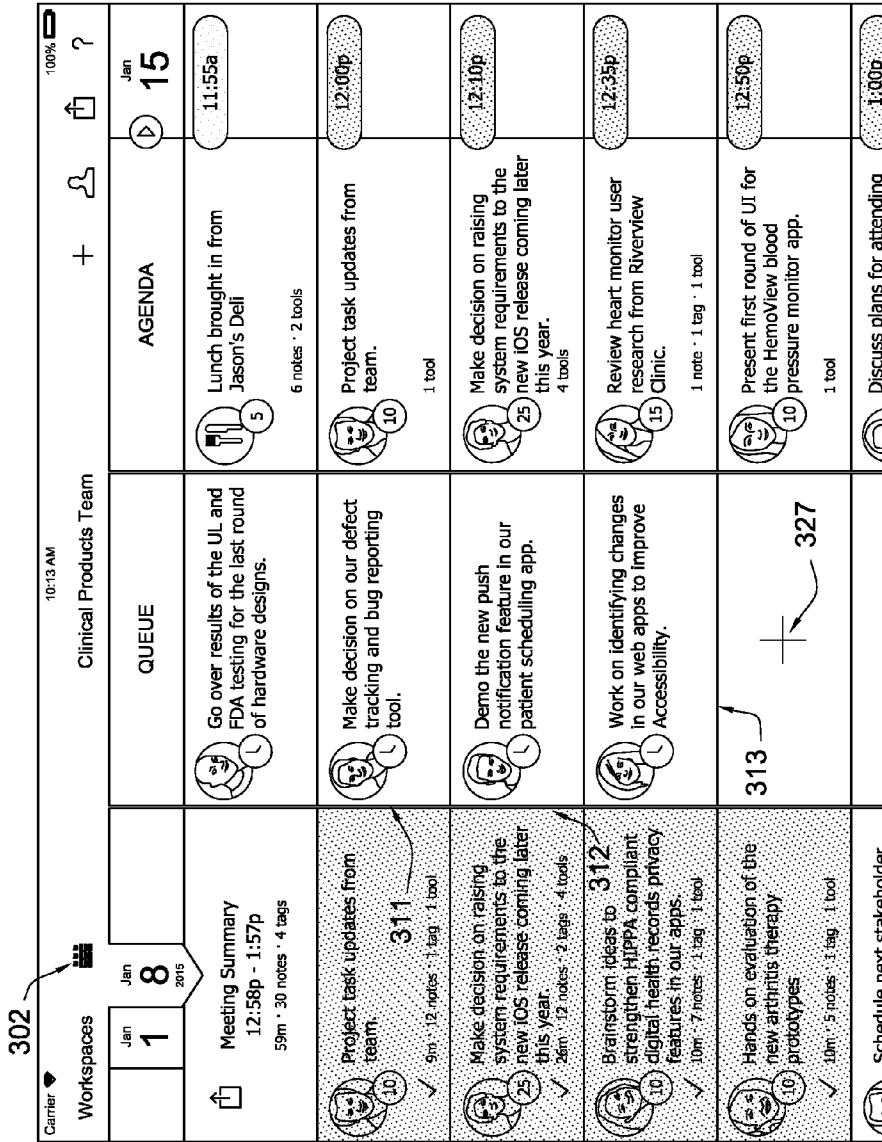 302
Carrier
10:13 AM
100%
Workspaces
Clinical Products Team
+
?
Jan
1
Jan
8
2015
QUEUE
AGENDA
Jan
15
Meeting Summary
12:58p - 1:57p
59m · 30 notes · 4 tags
Project task updates from
team.
10
9m · 12 notes · 1 tag · 1 tool
311
Make decision on raising
system requirements to the
new iOS release coming later
this year.
25
26m · 12 notes · 2 tags · 4 tools
312
Brainstorm ideas to
strengthen HIPPA compliant
digital health records privacy
features in our apps.
10
10m · 7 notes · 1 tag · 1 tool
Hands on evaluation of the
new arthritis therapy
prototypes
10
10m · 5 notes · 1 tag · 1 tool
Schedule next stakeholder
Go over results of the UL and
FDA testing for the last round
of hardware designs.
Make decision on our defect
tracking and bug reporting
tool.
Demo the new push
notification feature in our
patient scheduling app.
Work on identifying changes
in our web apps to improve
Accessibility.
313
327
Lunch brought in from
Jason's Deli
5
6 notes · 2 tools
11:55a
Project task updates from
team.
10
1 tool
12:00p
Make decision on raising
system requirements to the
new iOS release coming later
this year.
25
4 tools
12:10p
Review heart monitor user
research from Riverview
Clinic.
15
1 note · 1 tag · 1 tool
12:35p
Present first round of UI for
the HemoView blood
pressure monitor app.
10
1 tool
12:50p
Discuss plans for attending
1:00p